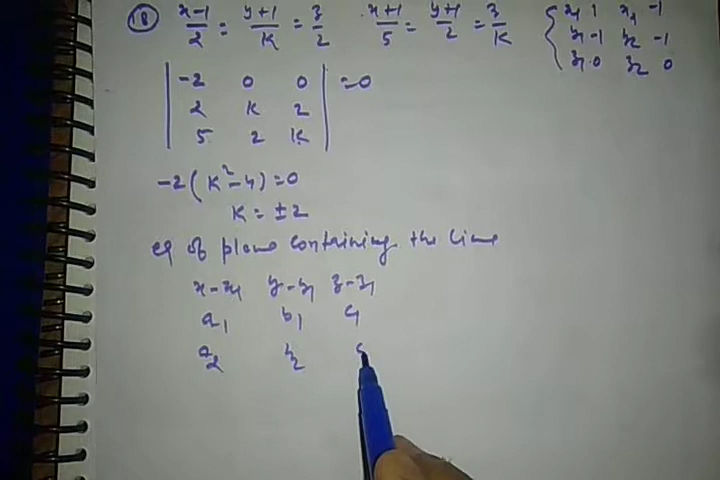 (18) x-1/2 = y+1/K = z/2 x+1/5 = y+1/2 = z/K
x1 1 x2 -1
y1 -1 y2 -1
z1 0 z2 0
| -2 0 0 | =0
| 2 K 2 |
| 5 2 K |
-2(K²-4)=0
K = ±2
eq of plane containing the line
x-x1 y-y1 z-z1
a1 b1 c1
a2 b2 c